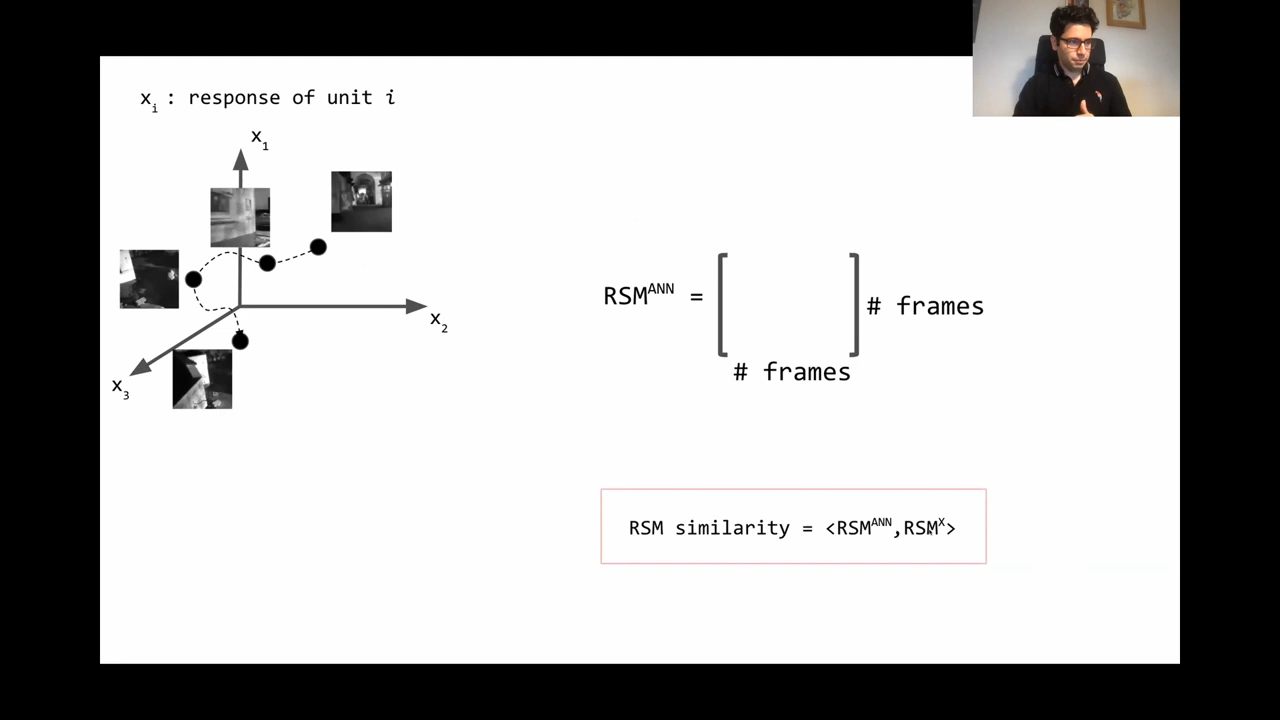 xᵢ : response of unit i
x₁
x₂
x₃
RSMᴬᴺᴺ = [ ] # frames
# frames
RSM similarity = <RSMᴬᴺᴺ,RSMˣ>